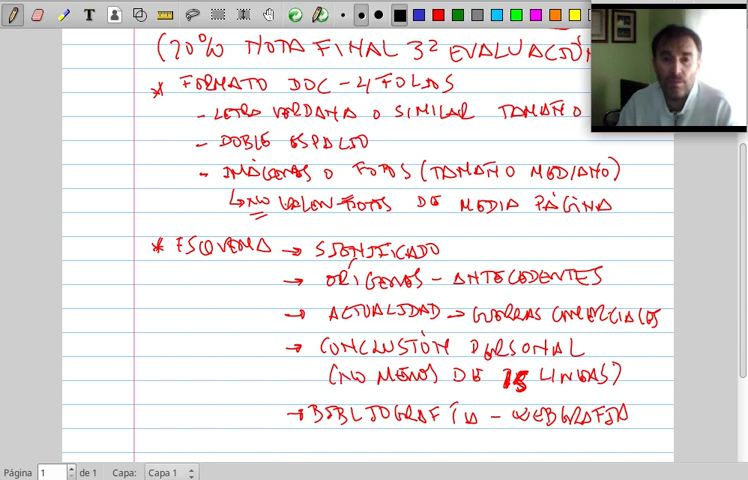 (20% NOTA FINAL 3ª EVALUACIÓN
* FORMATO DOC - 4 FOLIOS
- LETRA VERDANA O SIMILAR TAMAÑO
- DOBLE ESPACIO
- IMÁGENES O FOTOS (TAMAÑO MEDIANO)
↳ NO VALEN FOTOS DE MEDIA PÁGINA
* ESQUEMA → SIGNIFICADO
→ ORÍGENES - ANTECEDENTES
→ ACTUALIDAD → GUERRAS COMERCIALES
→ CONCLUSIÓN PERSONAL
(NO MENOS DE 15 LINEAS)
→ BIBLIOGRAFÍA - WEBGRAFIA
Página 1 de 1 Capa: Capa 1